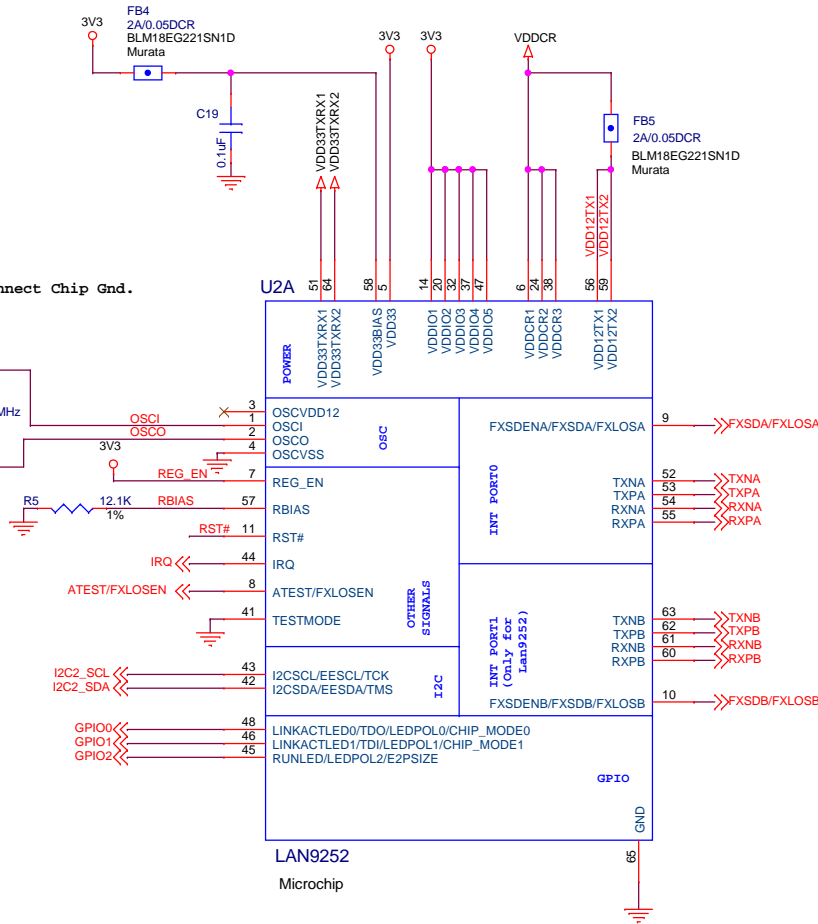 FB4
2A/0.05DCR
BLM18EG221SN1D
Murata
3V3
3V3
3V3
VDDCR
C19
0.1uF
VDD33TXRX1
VDD33TXRX2
FB5
2A/0.05DCR
BLM18EG221SN1D
Murata
VDD12TX1
VDD12TX2
nnect Chip Gnd.
U2A
51
64
58
5
14
20
32
37
47
6
24
38
56
59
POWER
VDD33TXRX1
VDD33TXRX2
VDD33BIAS
VDD33
VDDIO1
VDDIO2
VDDIO3
VDDIO4
VDDIO5
VDDCR1
VDDCR2
VDDCR3
VDD12TX1
VDD12TX2
MHz
3 OSCVDD12
OSCI 1 OSCI
OSCO 2 OSCO
4 OSCVSS
OSC
3V3
REG_EN 7 REG_EN
R5 12.1K 1% RBIAS 57 RBIAS
RST# 11 RST#
IRQ 44 IRQ
ATEST/FXLOSEN 8 ATEST/FXLOSEN
41 TESTMODE
OTHER
SIGNALS
I2C2_SCL 43 I2CSCL/EESCL/TCK
I2C2_SDA 42 I2CSDA/EESDA/TMS
I2C
GPIO0 48 LINKACTLED0/TDO/LEDPOL0/CHIP_MODE0
GPIO1 46 LINKACTLED1/TDI/LEDPOL1/CHIP_MODE1
GPIO2 45 RUNLED/LEDPOL2/E2PSIZE
GPIO
FXSDENA/FXSDA/FXLOSA 9 FXSDA/FXLOSA
INT PORT0
TXNA 52 TXNA
TXPA 53 TXPA
RXNA 54 RXNA
RXPA 55 RXPA
INT PORT1
(Only for
Lan9252)
TXNB 63 TXNB
TXPB 62 TXPB
RXNB 61 RXNB
RXPB 60 RXPB
FXSDENB/FXSDB/FXLOSB 10 FXSDB/FXLOSB
GND
65
LAN9252
Microchip